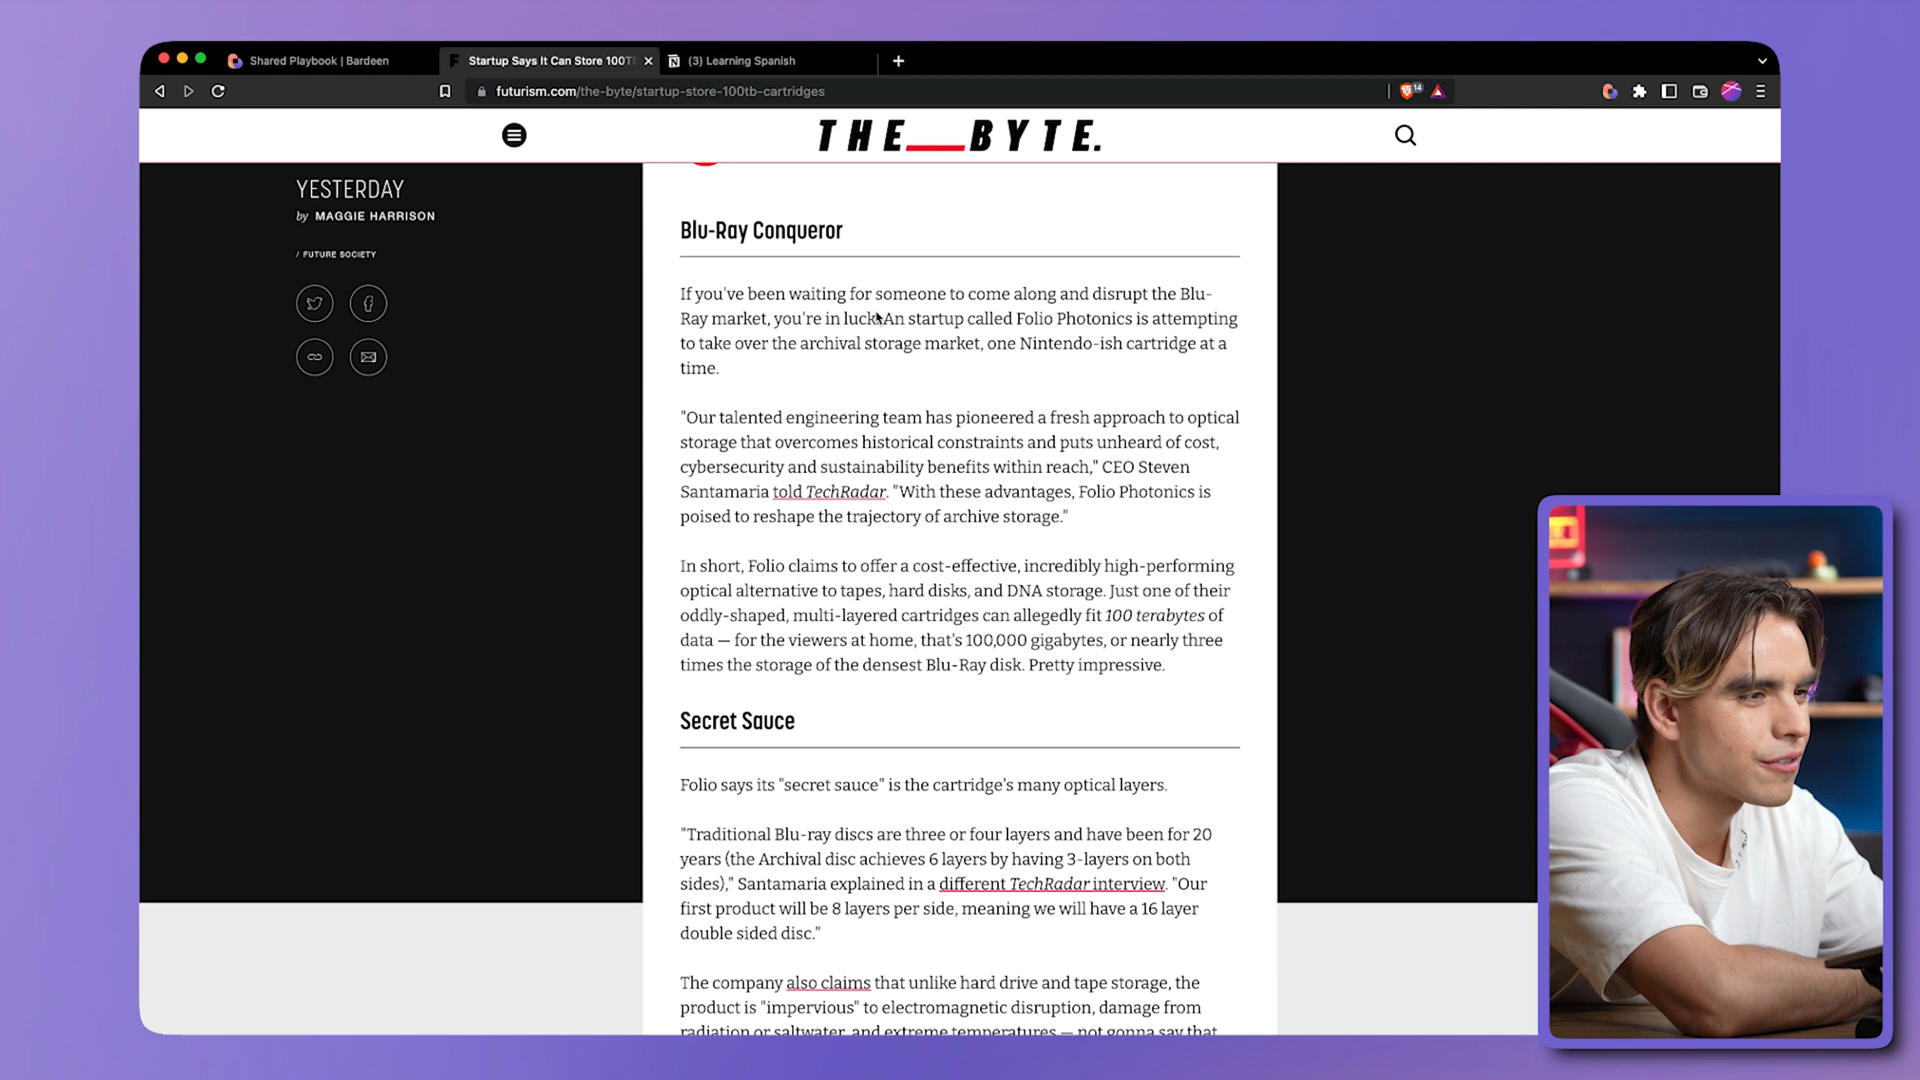 Shared Playbook | Bardeen
Startup Says It Can Store 100T
(3) Learning Spanish
futurism.com/the-byte/startup-store-100tb-cartridges
14
THE__BYTE.
YESTERDAY
by MAGGIE HARRISON
/ FUTURE SOCIETY
Blu-Ray Conqueror
If you've been waiting for someone to come along and disrupt the Blu-
Ray market, you're in luck. An startup called Folio Photonics is attempting
to take over the archival storage market, one Nintendo-ish cartridge at a
time.
"Our talented engineering team has pioneered a fresh approach to optical
storage that overcomes historical constraints and puts unheard of cost,
cybersecurity and sustainability benefits within reach," CEO Steven
Santamaria told TechRadar. "With these advantages, Folio Photonics is
poised to reshape the trajectory of archive storage."
In short, Folio claims to offer a cost-effective, incredibly high-performing
optical alternative to tapes, hard disks, and DNA storage. Just one of their
oddly-shaped, multi-layered cartridges can allegedly fit 100 terabytes of
data — for the viewers at home, that's 100,000 gigabytes, or nearly three
times the storage of the densest Blu-Ray disk. Pretty impressive.
Secret Sauce
Folio says its "secret sauce" is the cartridge's many optical layers.
"Traditional Blu-ray discs are three or four layers and have been for 20
years (the Archival disc achieves 6 layers by having 3-layers on both
sides)," Santamaria explained in a different TechRadar interview. "Our
first product will be 8 layers per side, meaning we will have a 16 layer
double sided disc."
The company also claims that unlike hard drive and tape storage, the
product is "impervious" to electromagnetic disruption, damage from
radiation or saltwater, and extreme temperatures — not gonna say that